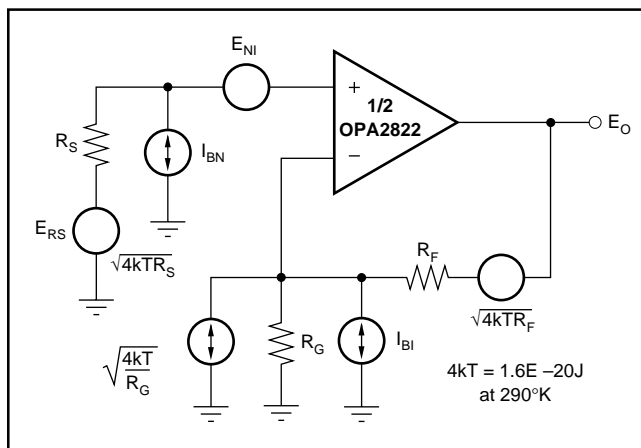 E_NI
+
1/2
OPA2822
−
E_O
R_S
I_BN
E_RS
√4kTR_S
R_F
√4kTR_F
√4kT/R_G
R_G
I_BI
4kT = 1.6E –20J
at 290°K